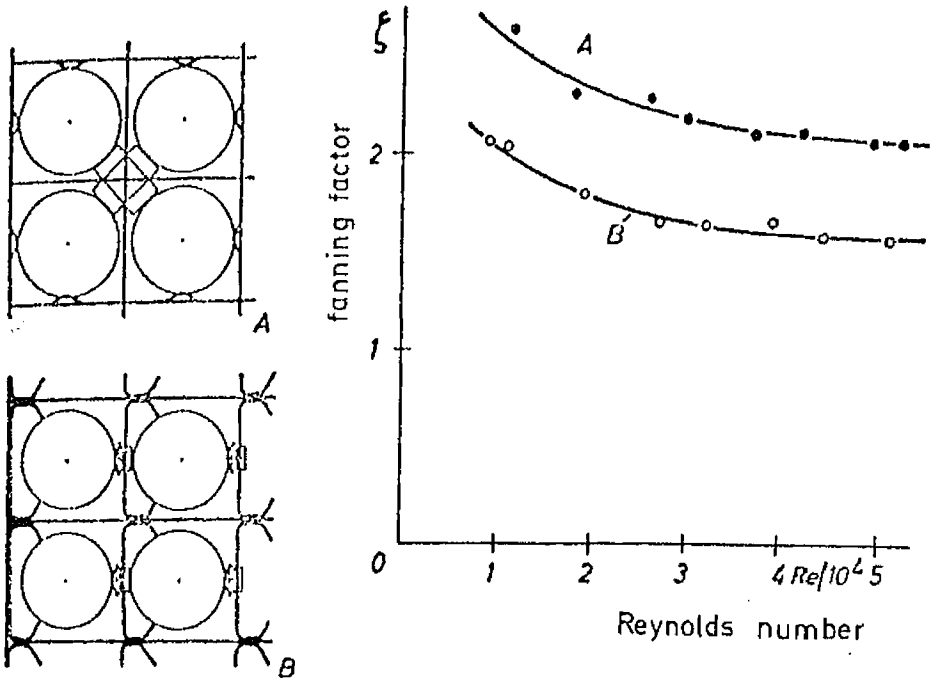 A
B
ξ
fanning factor
2
1
0
A
B
1
2
3
4
Re/10⁴
5
Reynolds number